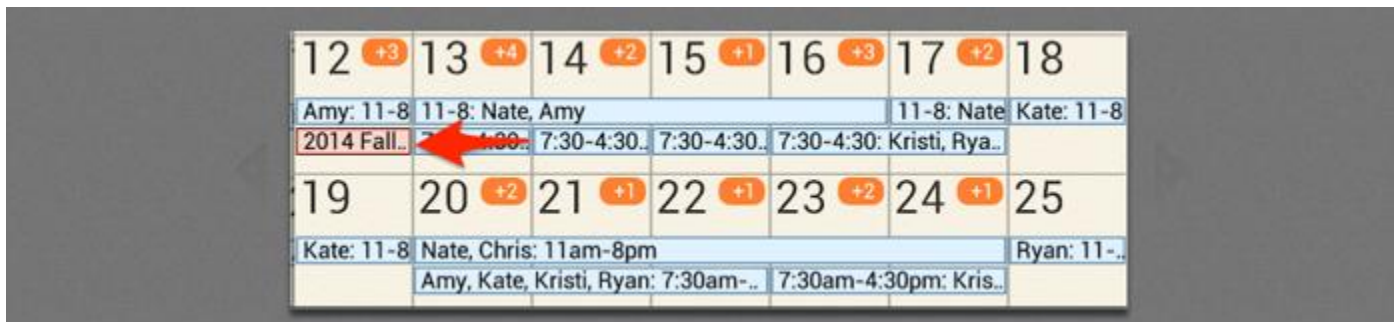 12 +3 13 +4 14 +2 15 +1 16 +3 17 +2 18
Amy: 11-8 11-8: Nate, Amy 11-8: Nate Kate: 11-8
2014 Fall.. 7:30-4:30.. 7:30-4:30.. 7:30-4:30: Kristi, Rya..
19 20 +2 21 +1 22 +1 23 +2 24 +1 25
Kate: 11-8 Nate, Chris: 11am-8pm Ryan: 11-..
Amy, Kate, Kristi, Ryan: 7:30am-.. 7:30am-4:30pm: Kris..